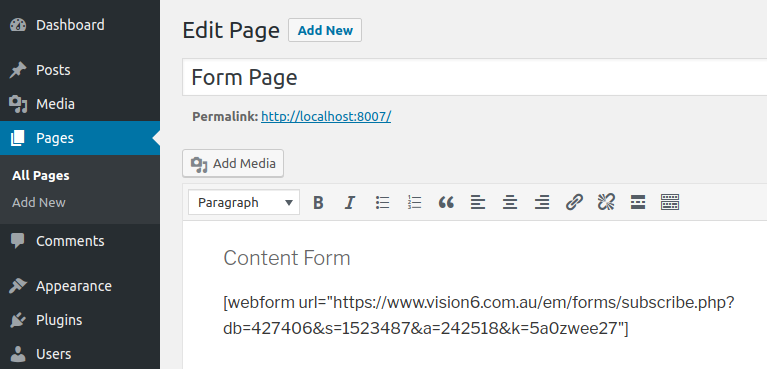 Dashboard
Posts
Media
Pages
All Pages
Add New
Comments
Appearance
Plugins
Users
Edit Page Add New
Form Page
Permalink: http://localhost:8007/
Add Media
Paragraph B I
Content Form
[webform url="https://www.vision6.com.au/em/forms/subscribe.php?
db=427406&s=1523487&a=242518&k=5a0zwee27"]